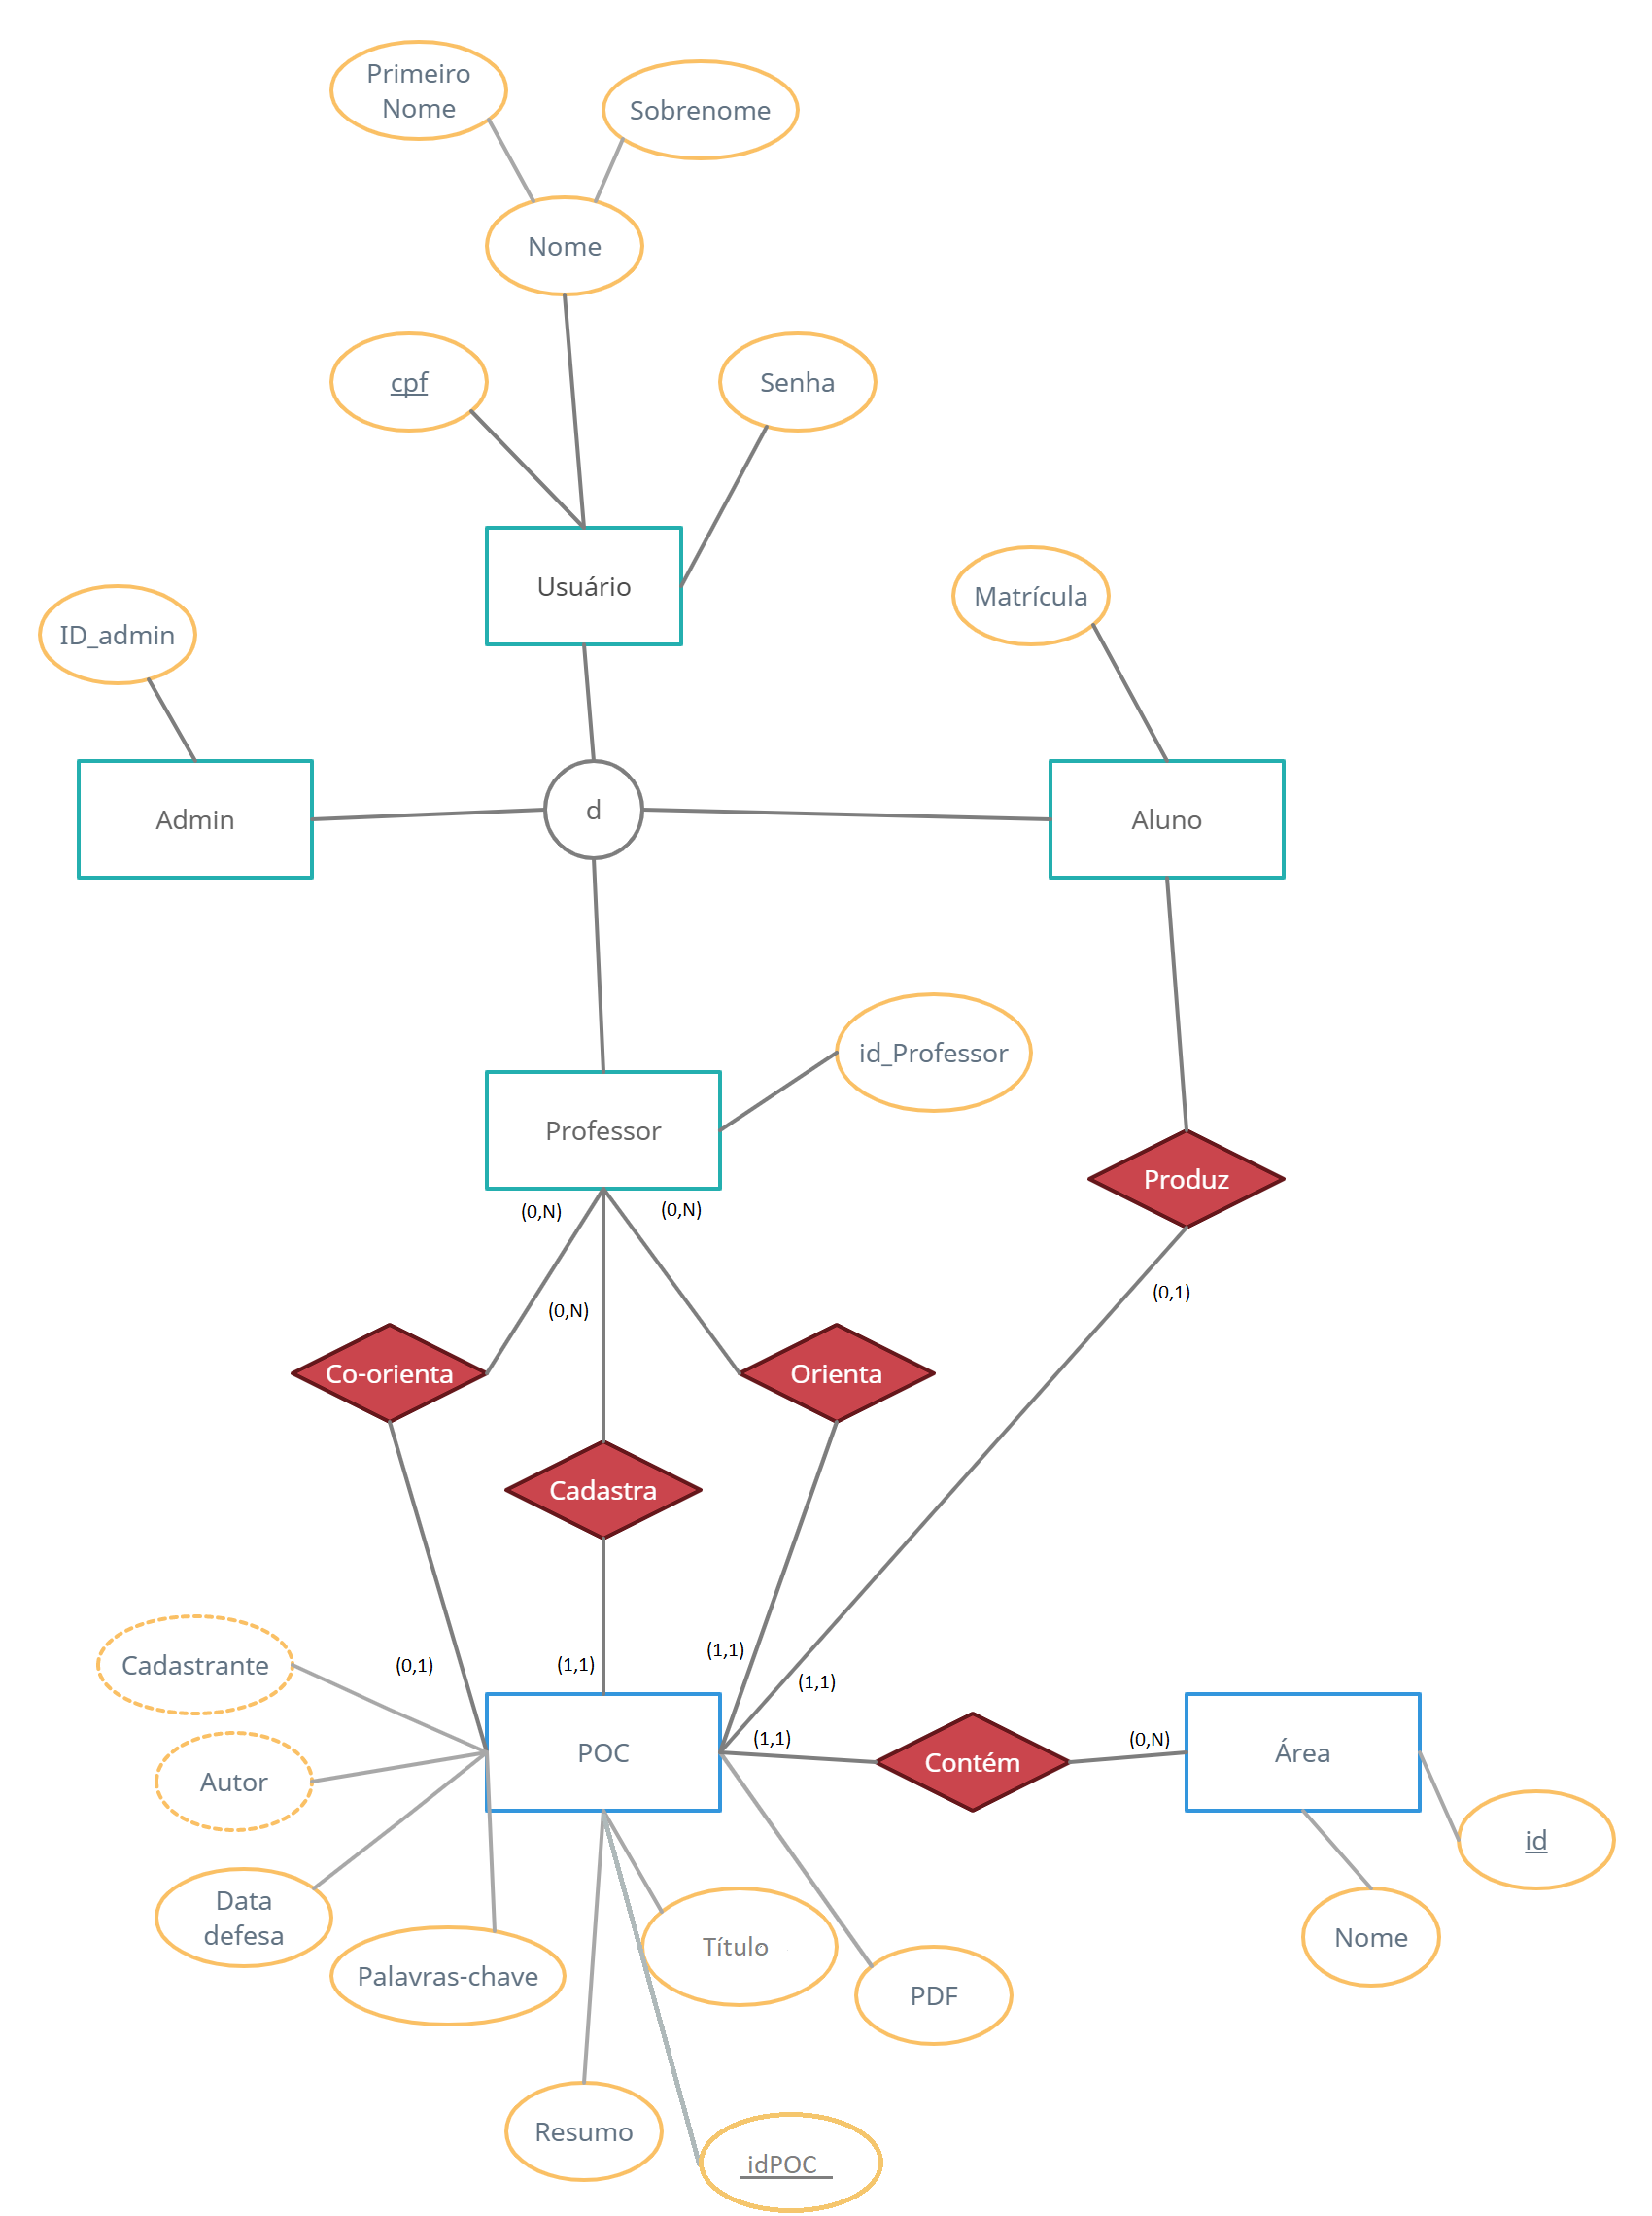 Primeiro
Nome
Sobrenome
Nome
cpf
Senha
Usuário
Matrícula
ID_admin
Admin
d
Aluno
id_Professor
Professor
Produz
(0,N)
(0,N)
(0,1)
(0,N)
Co-orienta
Orienta
Cadastra
Cadastrante
(0,1)
(1,1)
(1,1)
(1,1)
(1,1)
(0,N)
POC
Contém
Área
Autor
id
Data
defesa
Palavras-chave
Título
PDF
Nome
Resumo
idPOC